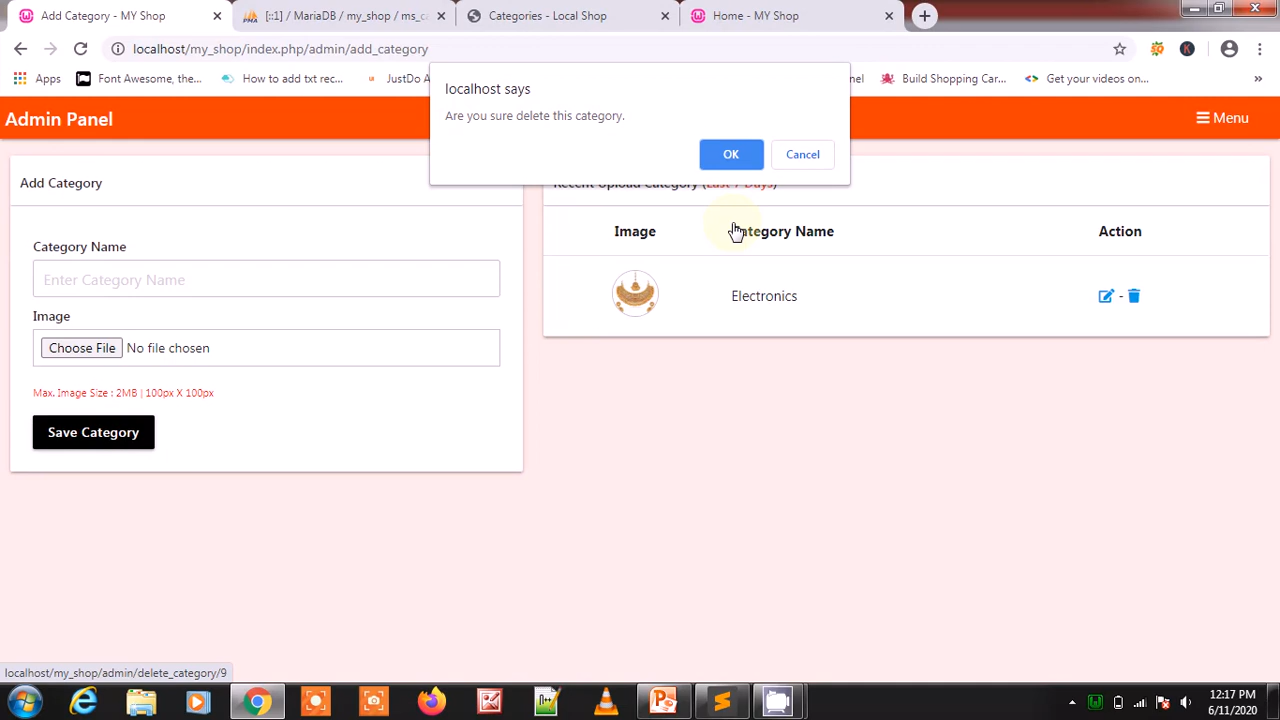 Add Category - MY Shop
[::1] / MariaDB / my_shop / ms_ca
Categories - Local Shop
Home - MY Shop
localhost/my_shop/index.php/admin/add_category
Apps
Font Awesome, the...
How to add txt rec...
JustDo A
Build Shopping Car...
Get your videos on...
»
localhost says
Are you sure delete this category.
OK
Cancel
Admin Panel
Menu
Add Category
Recent Upload Category (Last 7 Days)
Category Name
Enter Category Name
Image
Choose File No file chosen
Max. Image Size : 2MB | 100px X 100px
Save Category
Image Category Name Action
Electronics
-
localhost/my_shop/admin/delete_category/9
12:17 PM
6/11/2020